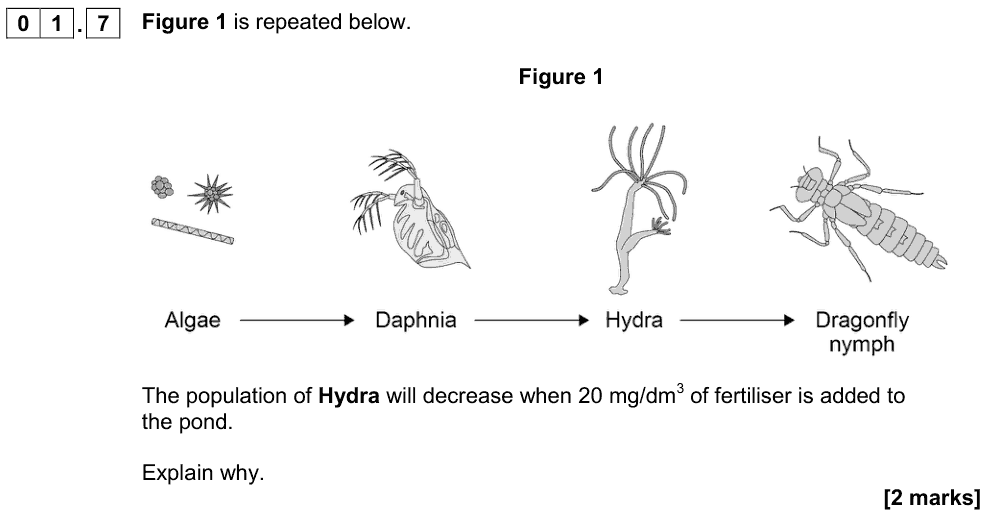 0 1 . 7 Figure 1 is repeated below.
Figure 1
Algae Daphnia Hydra Dragonfly
nymph
The population of Hydra will decrease when 20 mg/dm³ of fertiliser is added to
the pond.
Explain why.
[2 marks]